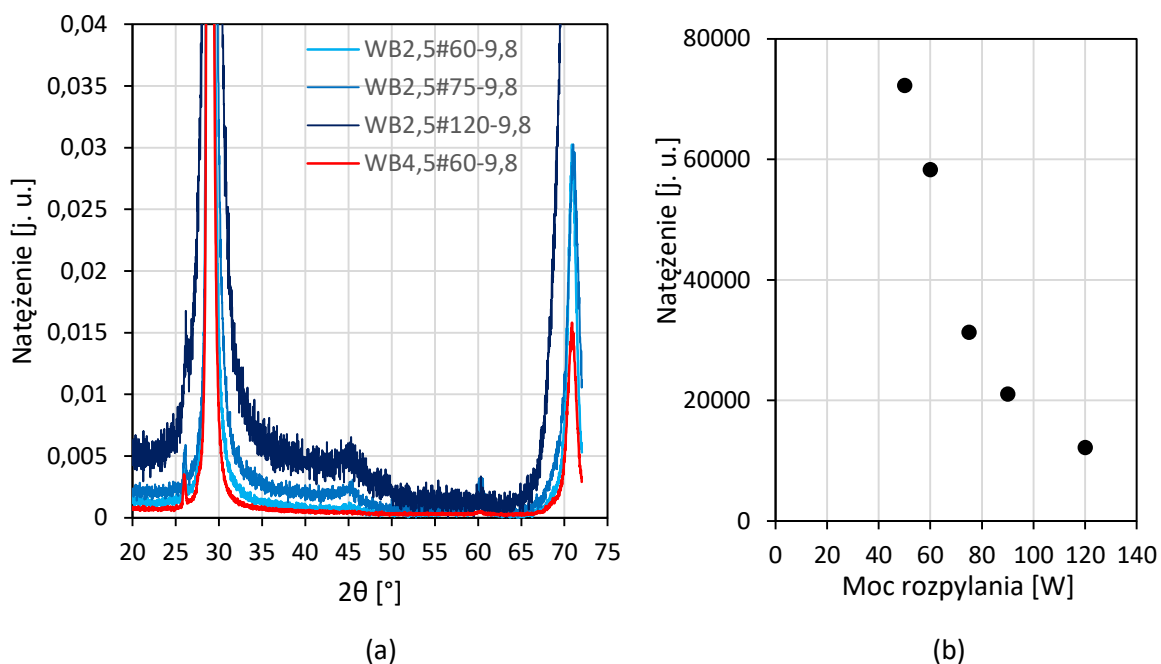 0,04
0,035
0,03
0,025
0,02
0,015
0,01
0,005
0
Natężenie [j. u.]
WB2,5#60-9,8
WB2,5#75-9,8
WB2,5#120-9,8
WB4,5#60-9,8
20 25 30 35 40 45 50 55 60 65 70 75
2θ [°]
(a)
80000
60000
40000
20000
0
Natężenie [j. u.]
0 20 40 60 80 100 120 140
Moc rozpylania [W]
(b)